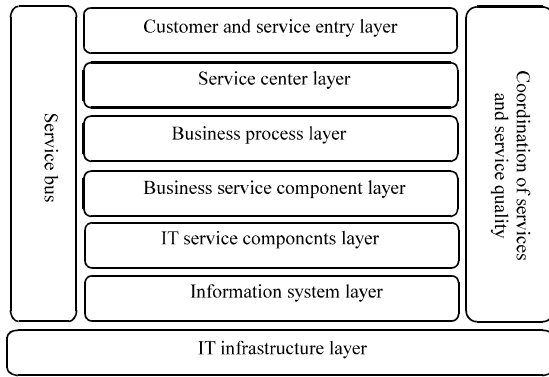 Customer and service entry layer
Service center layer
Business process layer
Business service component layer
IT service componcnts layer
Information system layer
IT infrastructure layer
Service bus
Coordination of services
and service quality